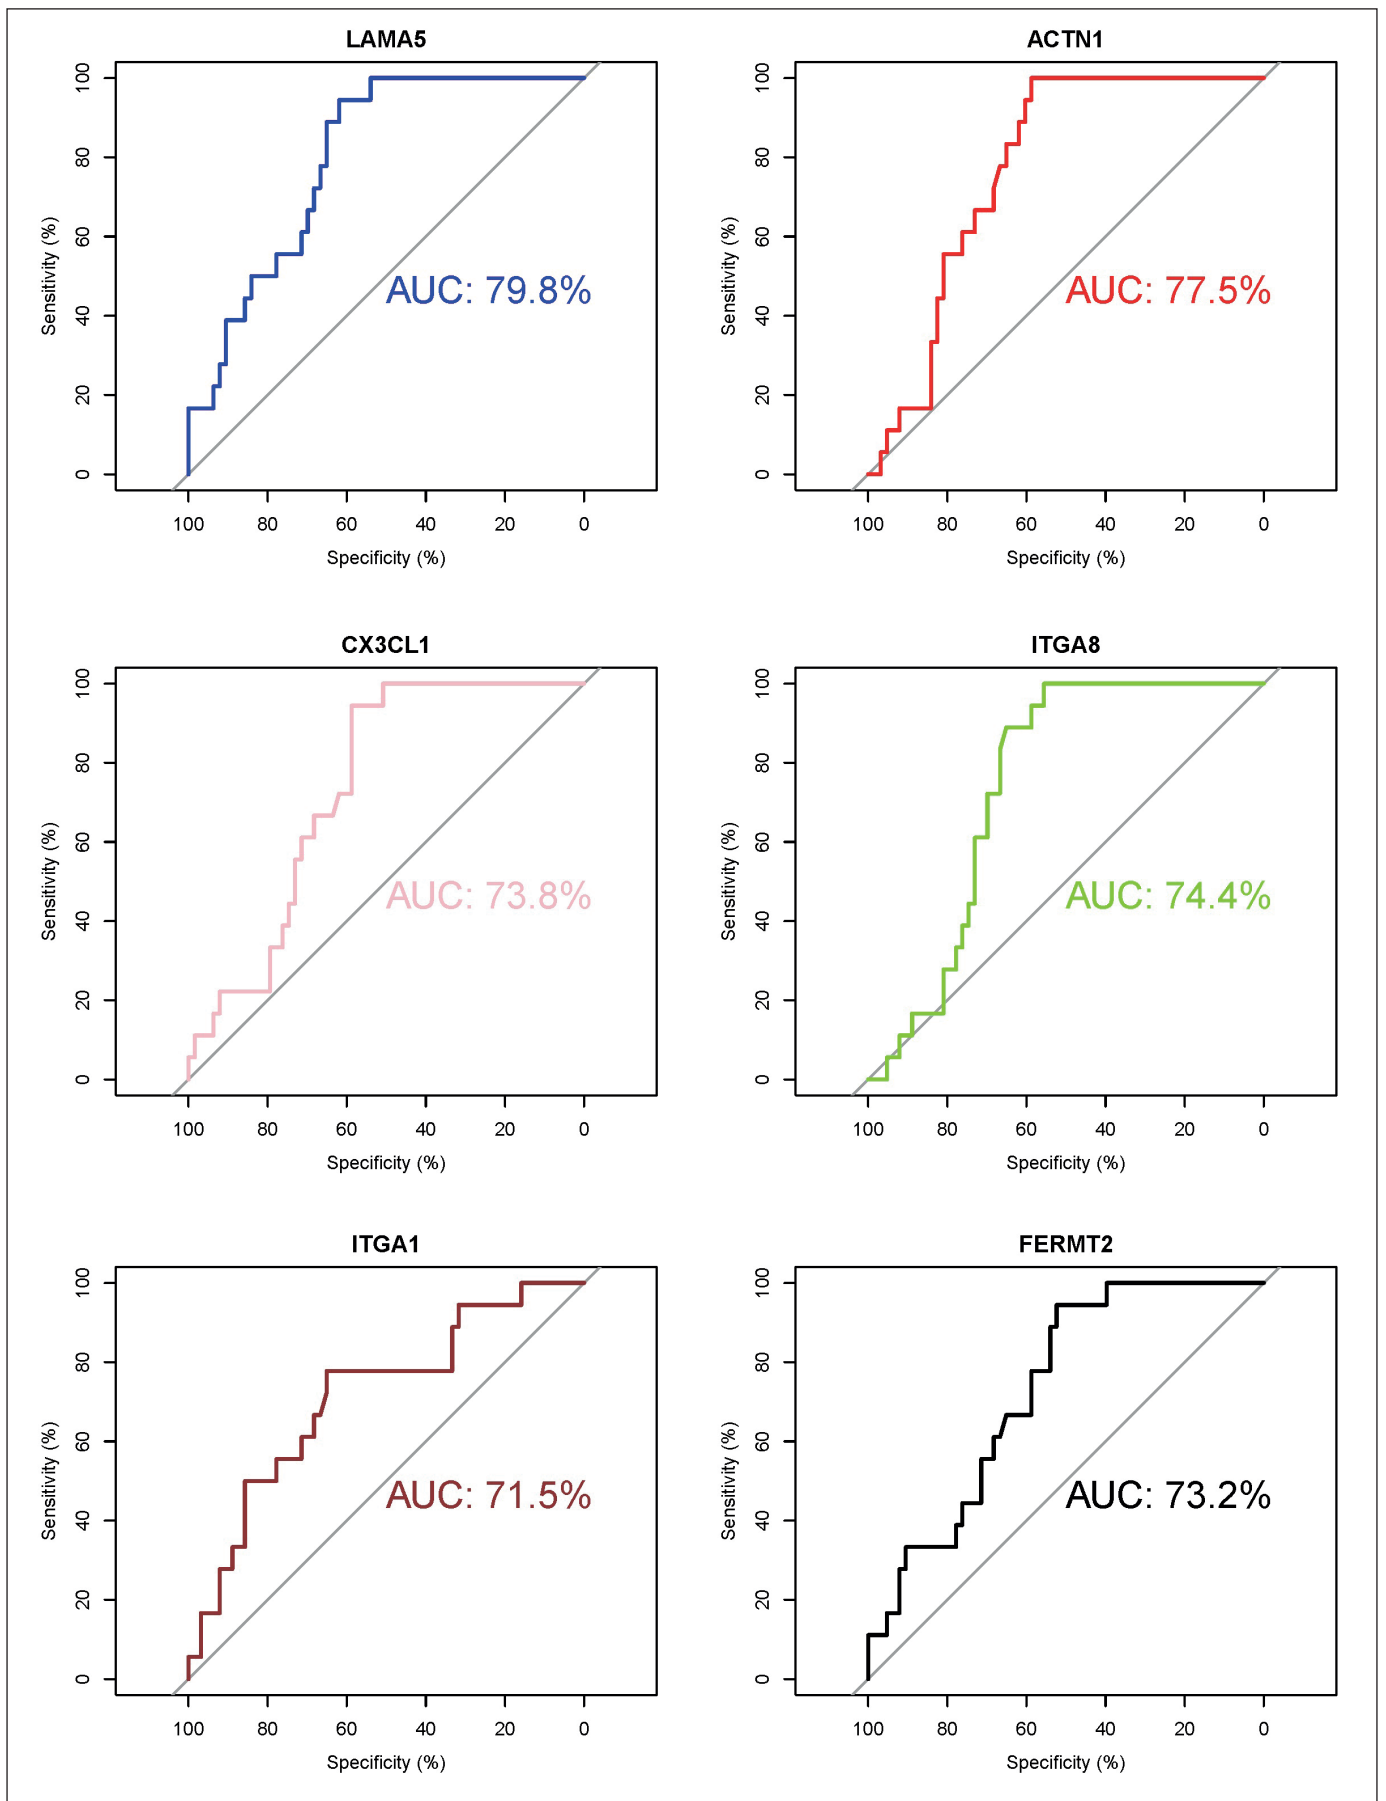 LAMA5
100
80
60
40
20
0
Sensitivity (%)
AUC: 79.8%
100 80 60 40 20 0
Specificity (%)
ACTN1
100
80
60
40
20
0
Sensitivity (%)
AUC: 77.5%
100 80 60 40 20 0
Specificity (%)
CX3CL1
100
80
60
40
20
0
Sensitivity (%)
AUC: 73.8%
100 80 60 40 20 0
Specificity (%)
ITGA8
100
80
60
40
20
0
Sensitivity (%)
AUC: 74.4%
100 80 60 40 20 0
Specificity (%)
ITGA1
100
80
60
40
20
0
Sensitivity (%)
AUC: 71.5%
100 80 60 40 20 0
Specificity (%)
FERMT2
100
80
60
40
20
0
Sensitivity (%)
AUC: 73.2%
100 80 60 40 20 0
Specificity (%)